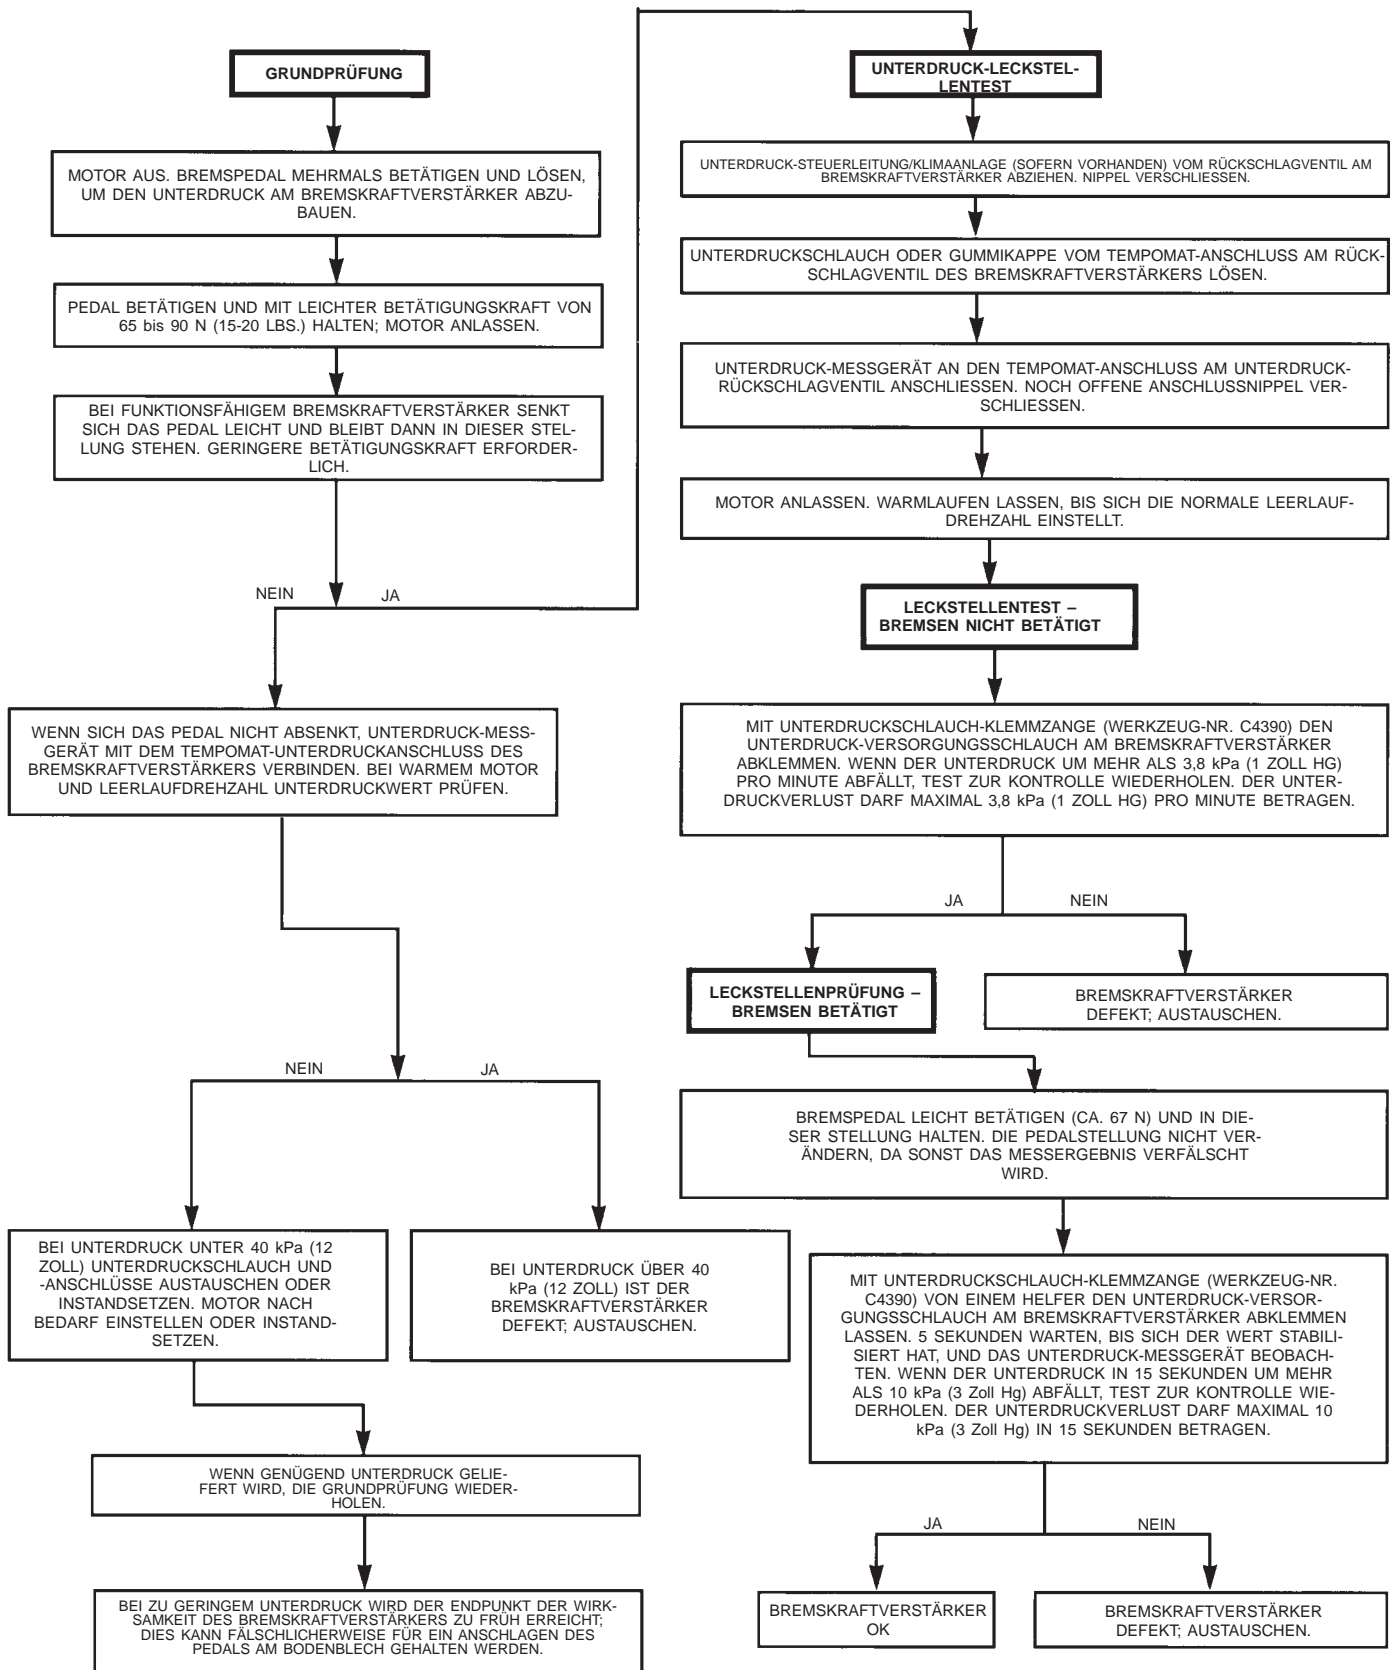 GRUNDPRÜFUNG
MOTOR AUS. BREMSPEDAL MEHRMALS BETÄTIGEN UND LÖSEN,
UM DEN UNTERDRUCK AM BREMSKRAFTVERSTÄRKER ABZU-
BAUEN.
PEDAL BETÄTIGEN UND MIT LEICHTER BETÄTIGUNGSKRAFT VON
65 bis 90 N (15-20 LBS.) HALTEN; MOTOR ANLASSEN.
BEI FUNKTIONSFÄHIGEM BREMSKRAFTVERSTÄRKER SENKT
SICH DAS PEDAL LEICHT UND BLEIBT DANN IN DIESER STEL-
LUNG STEHEN. GERINGERE BETÄTIGUNGSKRAFT ERFORDER-
LICH.
NEIN
JA
WENN SICH DAS PEDAL NICHT ABSENKT, UNTERDRUCK-MESS-
GERÄT MIT DEM TEMPOMAT-UNTERDRUCKANSCHLUSS DES
BREMSKRAFTVERSTÄRKERS VERBINDEN. BEI WARMEM MOTOR
UND LEERLAUFDREHZAHL UNTERDRUCKWERT PRÜFEN.
NEIN
JA
BEI UNTERDRUCK UNTER 40 kPa (12
ZOLL) UNTERDRUCKSCHLAUCH UND
-ANSCHLÜSSE AUSTAUSCHEN ODER
INSTANDSETZEN. MOTOR NACH
BEDARF EINSTELLEN ODER INSTAND-
SETZEN.
BEI UNTERDRUCK ÜBER 40
kPa (12 ZOLL) IST DER
BREMSKRAFTVERSTÄRKER
DEFEKT; AUSTAUSCHEN.
WENN GENÜGEND UNTERDRUCK GELIE-
FERT WIRD, DIE GRUNDPRÜFUNG WIEDER-
HOLEN.
BEI ZU GERINGEM UNTERDRUCK WIRD DER ENDPUNKT DER WIRK-
SAMKEIT DES BREMSKRAFTVERSTÄRKERS ZU FRÜH ERREICHT;
DIES KANN FÄLSCHLICHERWEISE FÜR EIN ANSCHLAGEN DES
PEDALS AM BODENBLECH GEHALTEN WERDEN.
UNTERDRUCK-LECKSTEL-
LENTEST
UNTERDRUCK-STEUERLEITUNG/KLIMAANLAGE (SOFERN VORHANDEN) VOM RÜCKSCHLAGVENTIL AM
BREMSKRAFTVERSTÄRKER ABZIEHEN. NIPPEL VERSCHLIESSEN.
UNTERDRUCKSCHLAUCH ODER GUMMIKAPPE VOM TEMPOMAT-ANSCHLUSS AM RÜCK-
SCHLAGVENTIL DES BREMSKRAFTVERSTÄRKERS LÖSEN.
UNTERDRUCK-MESSGERÄT AN DEN TEMPOMAT-ANSCHLUSS AM UNTERDRUCK-
RÜCKSCHLAGVENTIL ANSCHLIESSEN. NOCH OFFENE ANSCHLUSSNIPPEL VER-
SCHLIESSEN.
MOTOR ANLASSEN. WARMLAUFEN LASSEN, BIS SICH DIE NORMALE LEERLAUF-
DREHZAHL EINSTELLT.
LECKSTELLENTEST –
BREMSEN NICHT BETÄTIGT
MIT UNTERDRUCKSCHLAUCH-KLEMMZANGE (WERKZEUG-NR. C4390) DEN
UNTERDRUCK-VERSORGUNGSSCHLAUCH AM BREMSKRAFTVERSTÄRKER
ABKLEMMEN. WENN DER UNTERDRUCK UM MEHR ALS 3,8 kPa (1 ZOLL HG)
PRO MINUTE ABFÄLLT, TEST ZUR KONTROLLE WIEDERHOLEN. DER UNTER-
DRUCKVERLUST DARF MAXIMAL 3,8 kPa (1 ZOLL HG) PRO MINUTE BETRAGEN.
JA
NEIN
LECKSTELLENPRÜFUNG –
BREMSEN BETÄTIGT
BREMSKRAFTVERSTÄRKER
DEFEKT; AUSTAUSCHEN.
BREMSPEDAL LEICHT BETÄTIGEN (CA. 67 N) UND IN DIE-
SER STELLUNG HALTEN. DIE PEDALSTELLUNG NICHT VER-
ÄNDERN, DA SONST DAS MESSERGEBNIS VERFÄLSCHT
WIRD.
MIT UNTERDRUCKSCHLAUCH-KLEMMZANGE (WERKZEUG-NR.
C4390) VON EINEM HELFER DEN UNTERDRUCK-VERSOR-
GUNGSSCHLAUCH AM BREMSKRAFTVERSTÄRKER ABKLEMMEN
LASSEN. 5 SEKUNDEN WARTEN, BIS SICH DER WERT STABILI-
SIERT HAT, UND DAS UNTERDRUCK-MESSGERÄT BEOBACH-
TEN. WENN DER UNTERDRUCK IN 15 SEKUNDEN UM MEHR
ALS 10 kPa (3 Zoll Hg) ABFÄLLT, TEST ZUR KONTROLLE WIE-
DERHOLEN. DER UNTERDRUCKVERLUST DARF MAXIMAL 10
kPa (3 Zoll Hg) IN 15 SEKUNDEN BETRAGEN.
JA
NEIN
BREMSKRAFTVERSTÄRKER
OK
BREMSKRAFTVERSTÄRKER
DEFEKT; AUSTAUSCHEN.